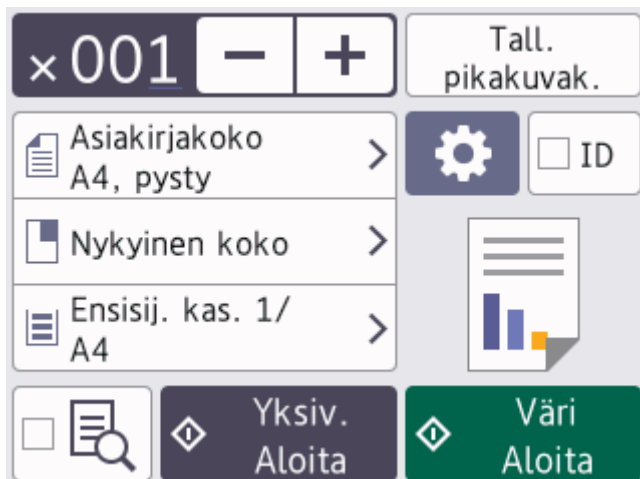 ×001 − +
Tall.
pikakuvak.
Asiakirjakoko
A4, pysty
ID
Nykyinen koko
Ensisij. kas. 1/
A4
Yksiv.
Aloita
Väri
Aloita